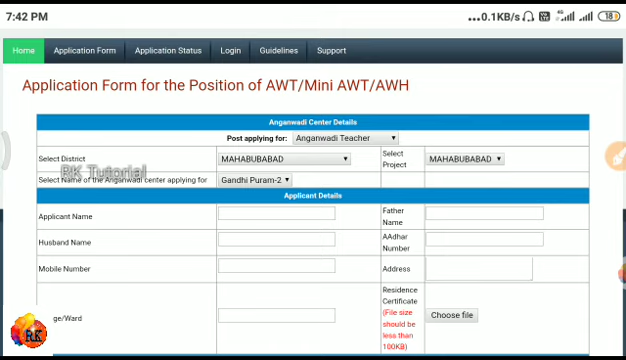 7:42 PM ...0.1KB/s 4G 18
Home Application Form Application Status Login Guidelines Support
Application Form for the Position of AWT/Mini AWT/AWH
Anganwadi Center Details
Post applying for: Anganwadi Teacher
Select District MAHABUBABAD Select Project MAHABUBABAD
RK Tutorial
Select Name of the Anganwadi center applying for Gandhi Puram-2
Applicant Details
Applicant Name Father Name
Husband Name AAdhar Number
Mobile Number Address
ge/Ward Residence Certificate (File size should be less than 100KB) Choose file
RK